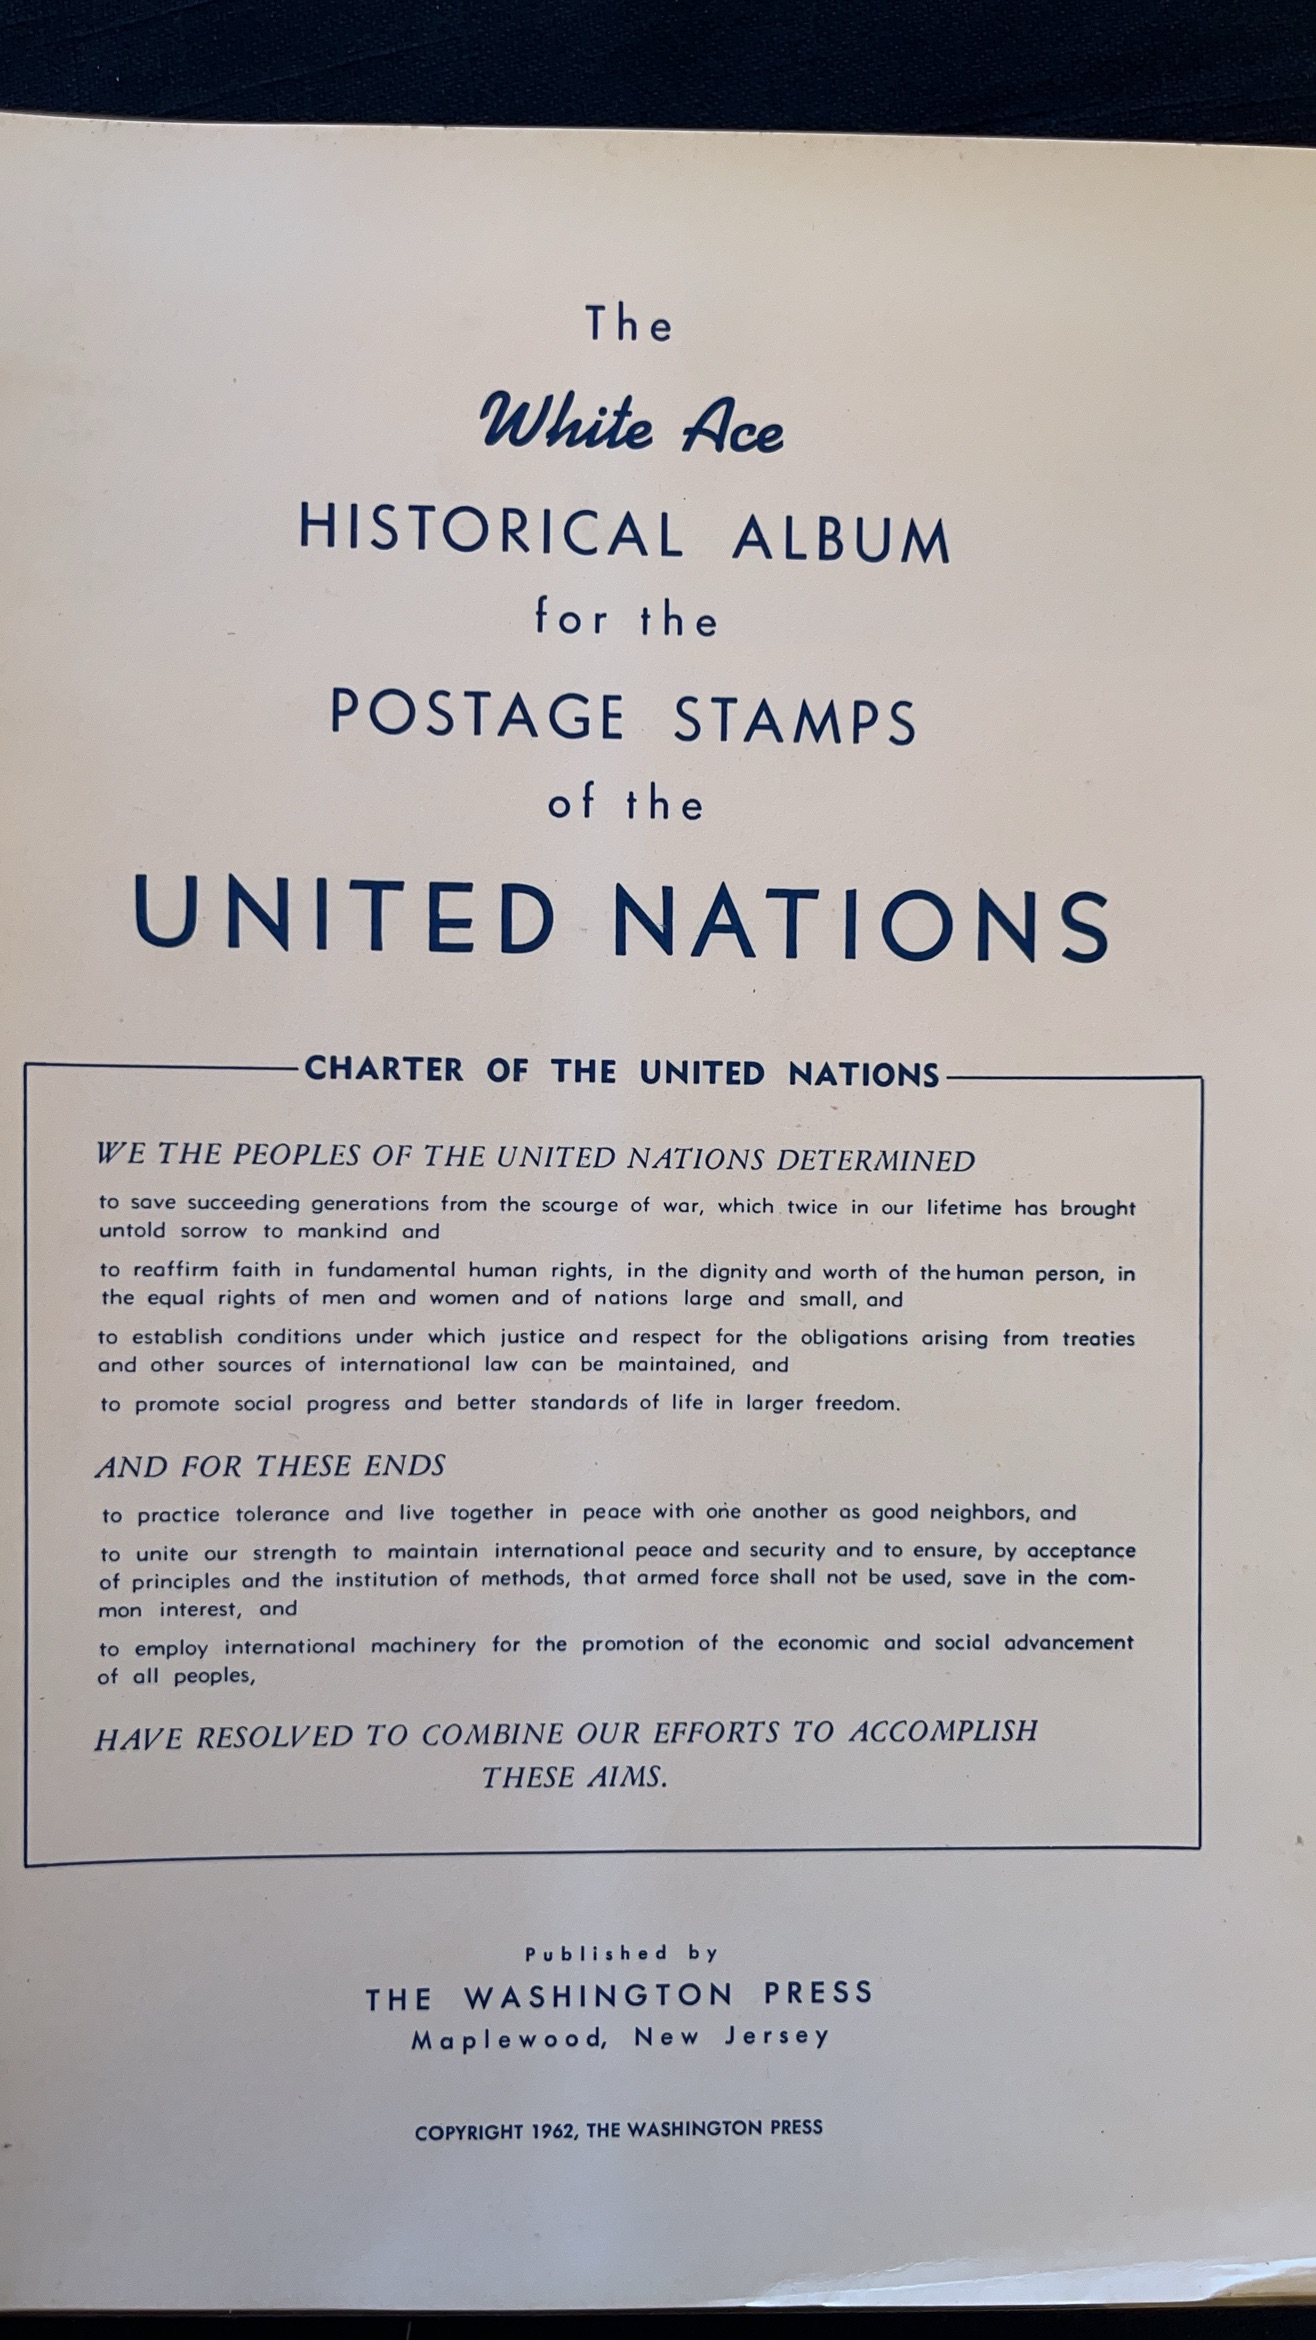 The
White Ace
HISTORICAL ALBUM
for the
POSTAGE STAMPS
of the
UNITED NATIONS
CHARTER OF THE UNITED NATIONS
WE THE PEOPLES OF THE UNITED NATIONS DETERMINED
to save succeeding generations from the scourge of war, which twice in our lifetime has brought
untold sorrow to mankind and
to reaffirm faith in fundamental human rights, in the dignity and worth of the human person, in
the equal rights of men and women and of nations large and small, and
to establish conditions under which justice and respect for the obligations arising from treaties
and other sources of international law can be maintained, and
to promote social progress and better standards of life in larger freedom.
AND FOR THESE ENDS
to practice tolerance and live together in peace with one another as good neighbors, and
to unite our strength to maintain international peace and security and to ensure, by acceptance
of principles and the institution of methods, that armed force shall not be used, save in the com-
mon interest, and
to employ international machinery for the promotion of the economic and social advancement
of all peoples,
HAVE RESOLVED TO COMBINE OUR EFFORTS TO ACCOMPLISH
THESE AIMS.
Published by
THE WASHINGTON PRESS
Maplewood, New Jersey
COPYRIGHT 1962, THE WASHINGTON PRESS